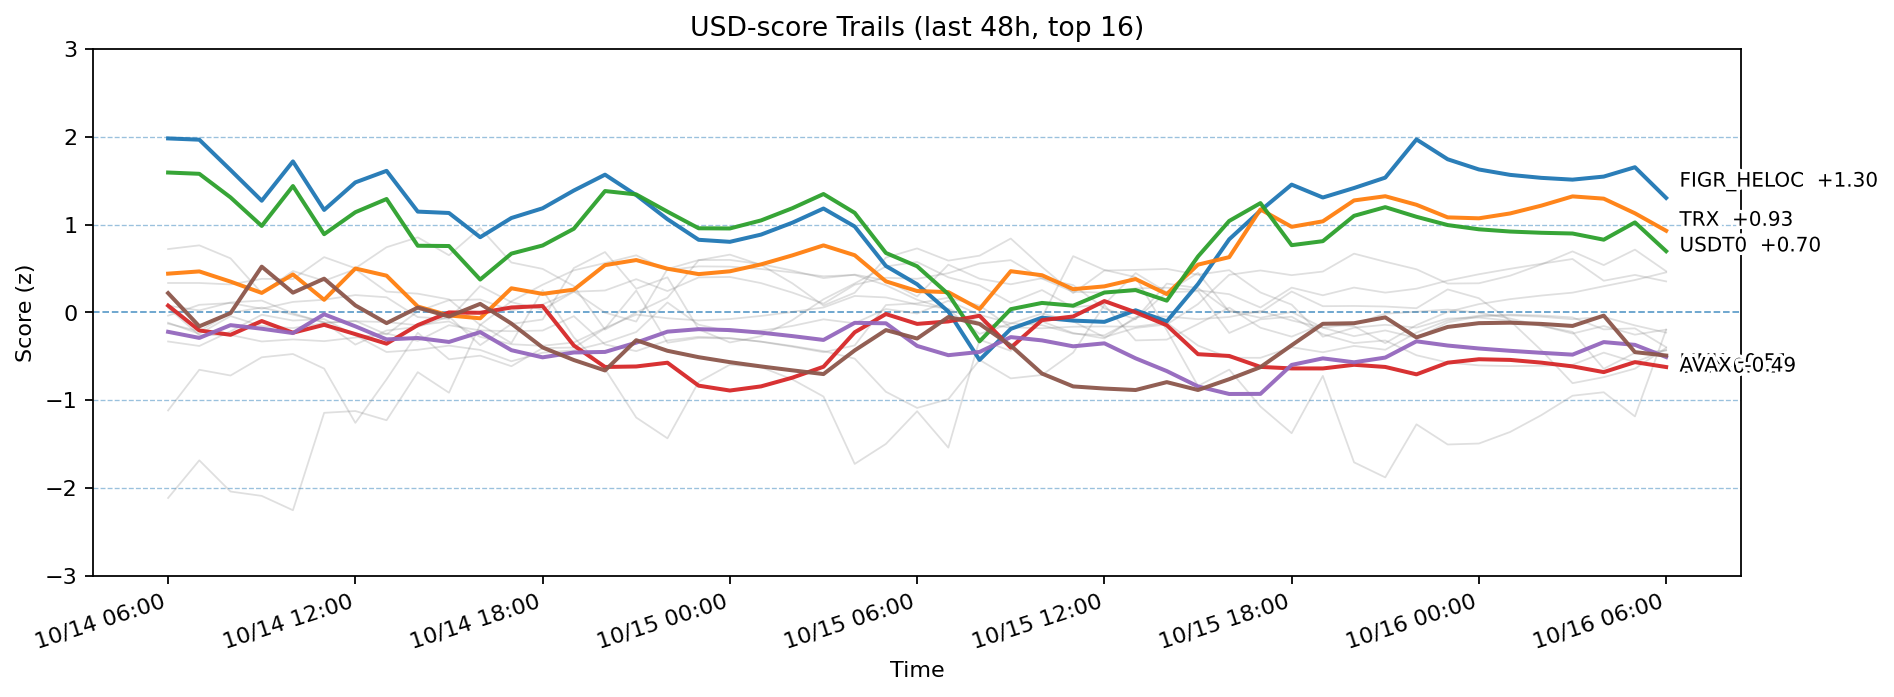 USD-score Trails (last 48h, top 16)
3
2
1
0
−1
−2
−3
Score (z)
FIGR_HELOC +1.30
TRX +0.93
USDT0 +0.70
AVAX -0.49
10/14 06:00
10/14 12:00
10/14 18:00
10/15 00:00
10/15 06:00
10/15 12:00
10/15 18:00
10/16 00:00
10/16 06:00
Time